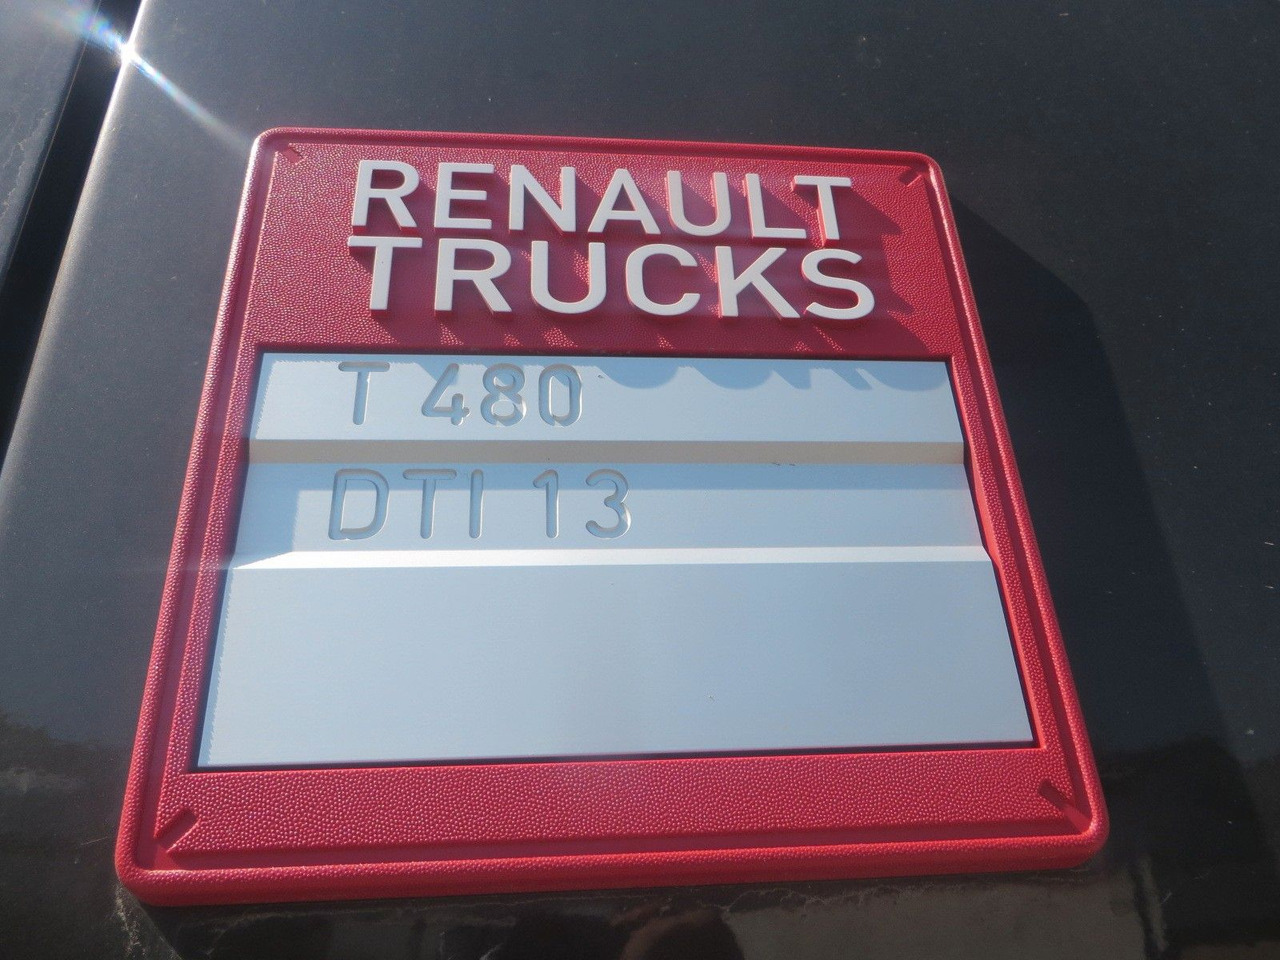 RENAULT
TRUCKS
T 480
DTI 13